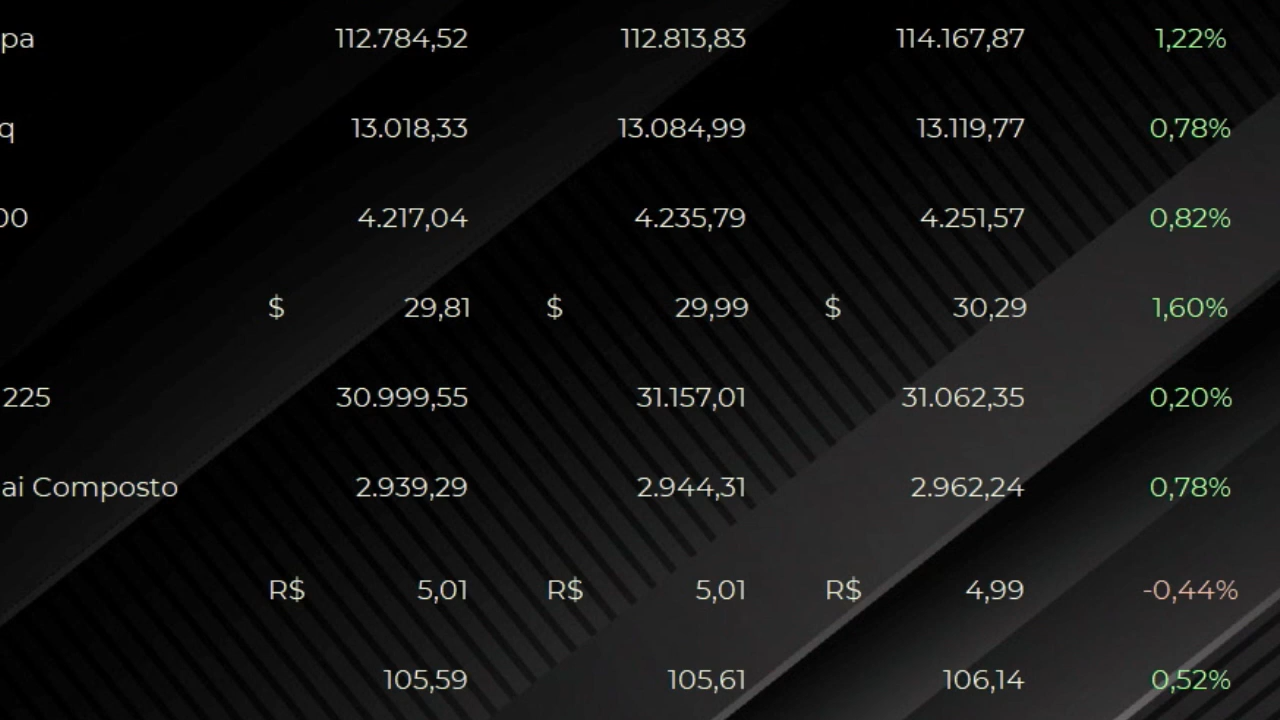 pa 112.784,52 112.813,83 114.167,87 1,22%
q 13.018,33 13.084,99 13.119,77 0,78%
00 4.217,04 4.235,79 4.251,57 0,82%
$ 29,81 $ 29,99 $ 30,29 1,60%
225 30.999,55 31.157,01 31.062,35 0,20%
ai Composto 2.939,29 2.944,31 2.962,24 0,78%
R$ 5,01 R$ 5,01 R$ 4,99 -0,44%
105,59 105,61 106,14 0,52%